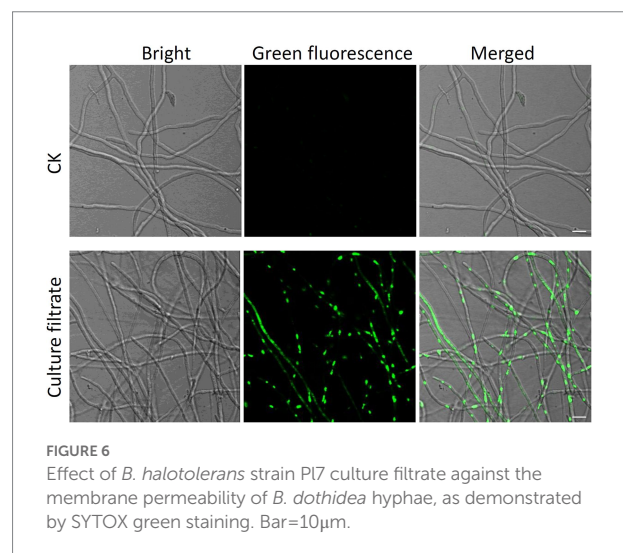 Bright Green fluorescence Merged
CK
Culture filtrate
FIGURE 6
Effect of B. halotolerans strain Pl7 culture filtrate against the
membrane permeability of B. dothidea hyphae, as demonstrated
by SYTOX green staining. Bar=10μm.